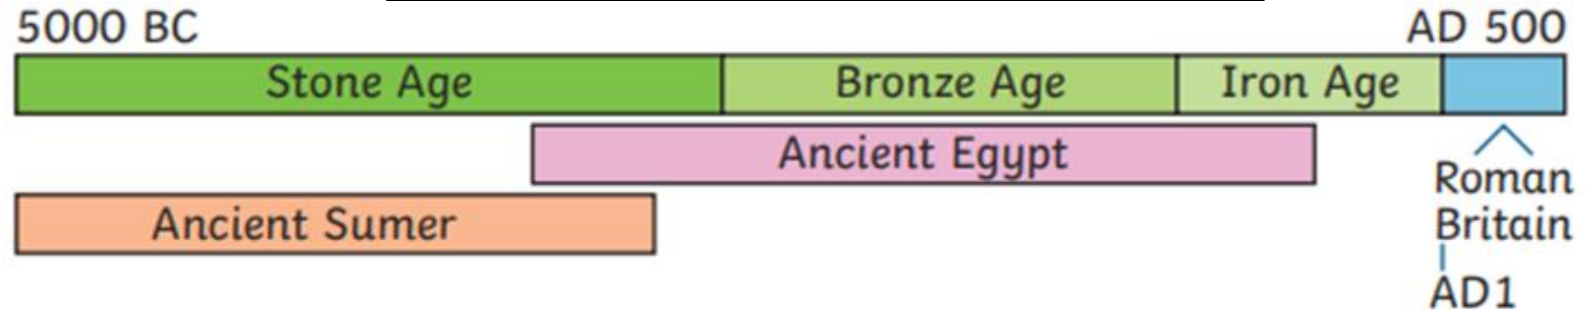 5000 BC AD 500
Stone Age Bronze Age Iron Age
Ancient Egypt
Ancient Sumer
Roman
Britain
AD1